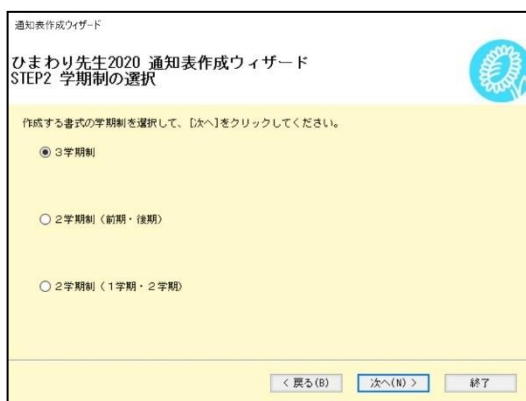 通知表作成ウィザード
ひまわり先生2020 通知表作成ウィザード
STEP2 学期制の選択
作成する書式の学期制を選択して、[次へ]をクリックしてください。
3学期制
2学期制（前期・後期）
2学期制（1学期・2学期）
< 戻る(B)
次へ(N) >
終了